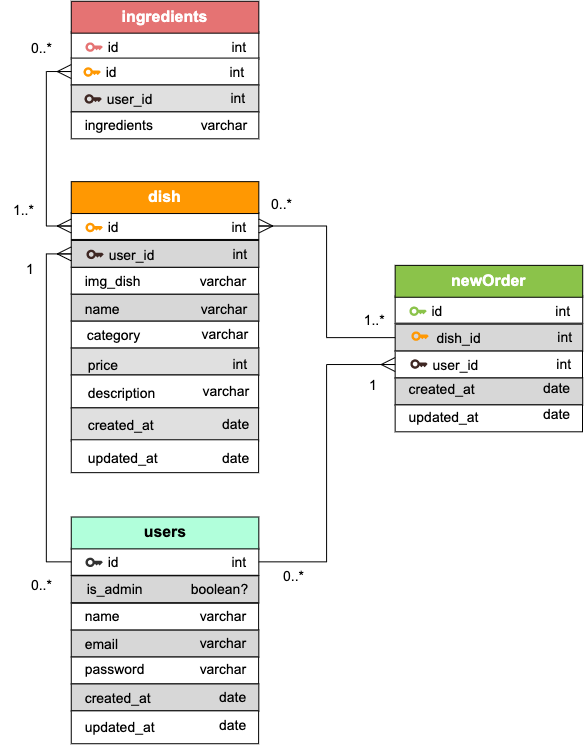 ingredients
0..*
id int
id int
user_id int
ingredients varchar
dish
0..*
1..*
id int
user_id int
1
img_dish varchar
name varchar
category varchar
price int
description varchar
created_at date
updated_at date
newOrder
id int
1..*
dish_id int
user_id int
1
created_at date
updated_at date
users
id int
0..*
0..*
is_admin boolean?
name varchar
email varchar
password varchar
created_at date
updated_at date